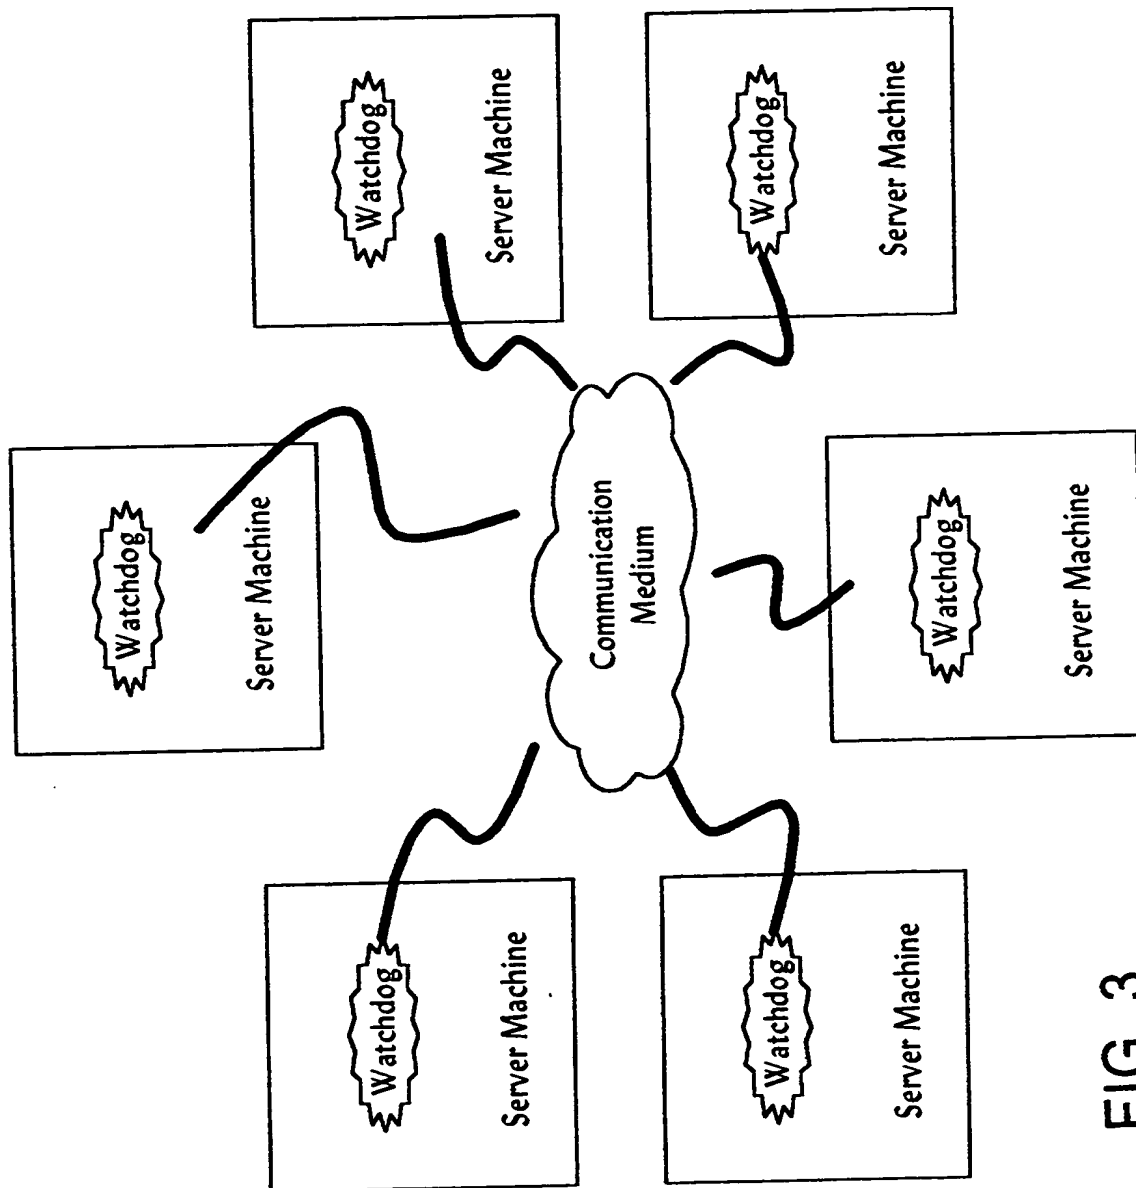 Watchdog
Server Machine
Watchdog
Server Machine
Watchdog
Server Machine
Communication
Medium
Watchdog
Server Machine
Watchdog
Server Machine
Watchdog
Server Machine
FIG 3